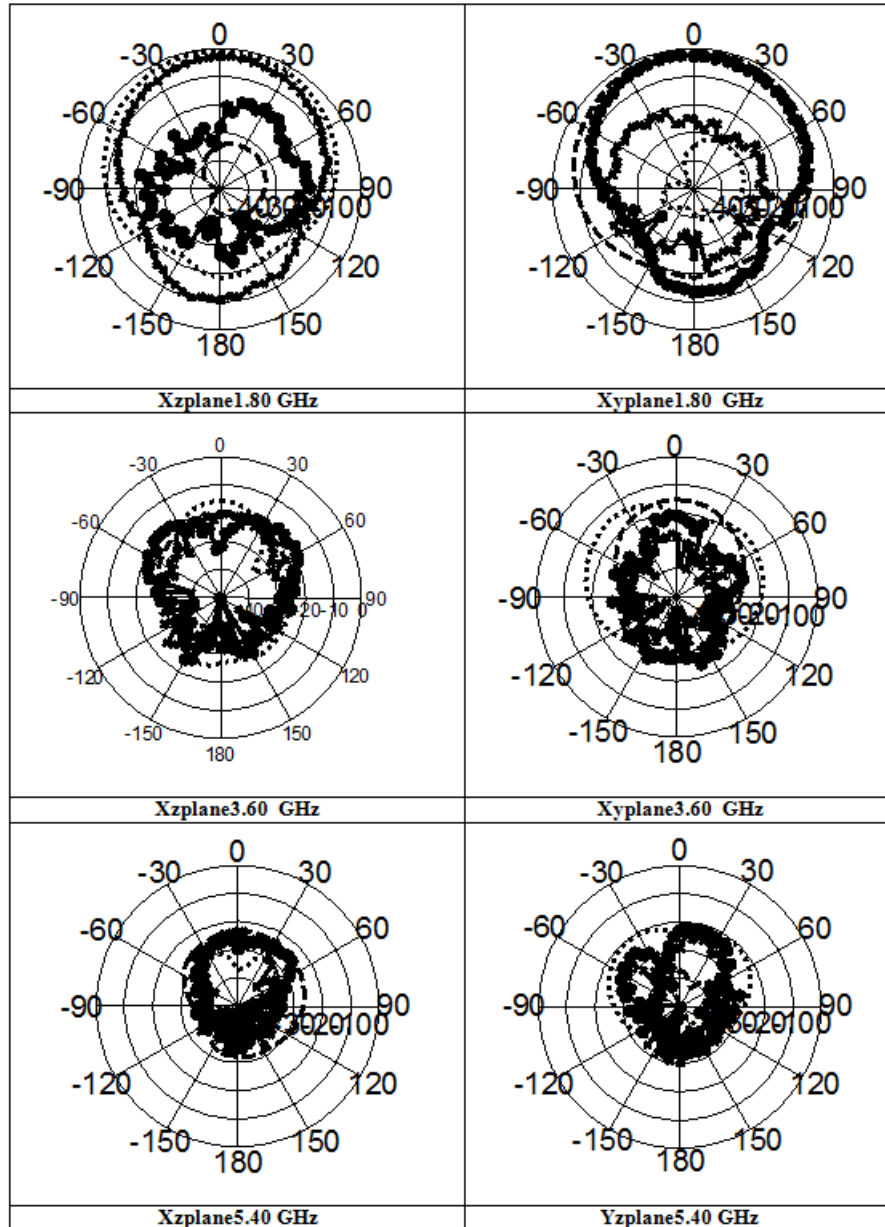 0 0
-30 30 -30 30
-60 60 -60 60
-90 90 -90 90
-120 120 -120 120
-150 150 -150 150
180 180
Xzplane1.80 GHz Xyplane1.80 GHz
0 0
-30 30 -30 30
-60 60 -60 60
-90 -20 -10 0 90 -90 90
-120 120 -120 120
-150 150 -150 150
180 180
Xzplane3.60 GHz Xyplane3.60 GHz
0 0
-30 30 -30 30
-60 60 -60 60
-90 90 -90 90
-120 120 -120 120
-150 150 -150 150
180 180
Xzplane5.40 GHz Yzplane5.40 GHz